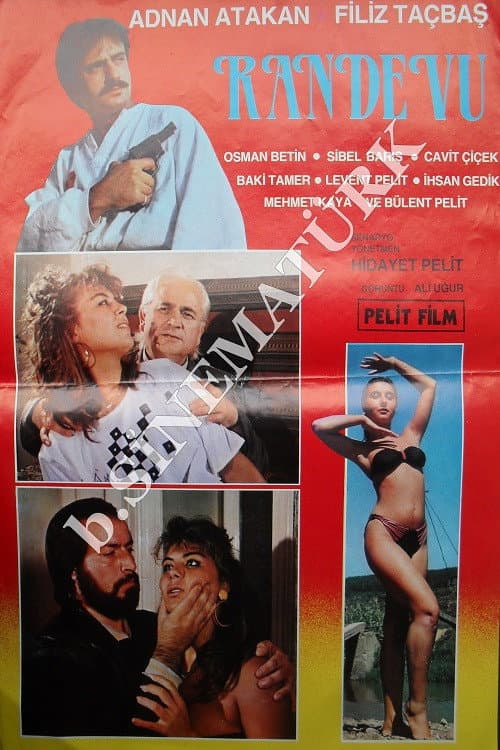 ADNAN ATAKAN FİLİZ TAÇBAŞ
RANDEVU
OSMAN BETİN • SİBEL BARIŞ • CAVİT ÇİÇEK
BAKİ TAMER • LEVENT PELİT • İHSAN GEDİK
MEHMET KAYA VE BÜLENT PELİT
SENARYO
YÖNETMEN
HİDAYET PELİT
GÖRÜNTÜ: ALİ UĞUR
PELİT FİLM
b.SİNEMATÜRK